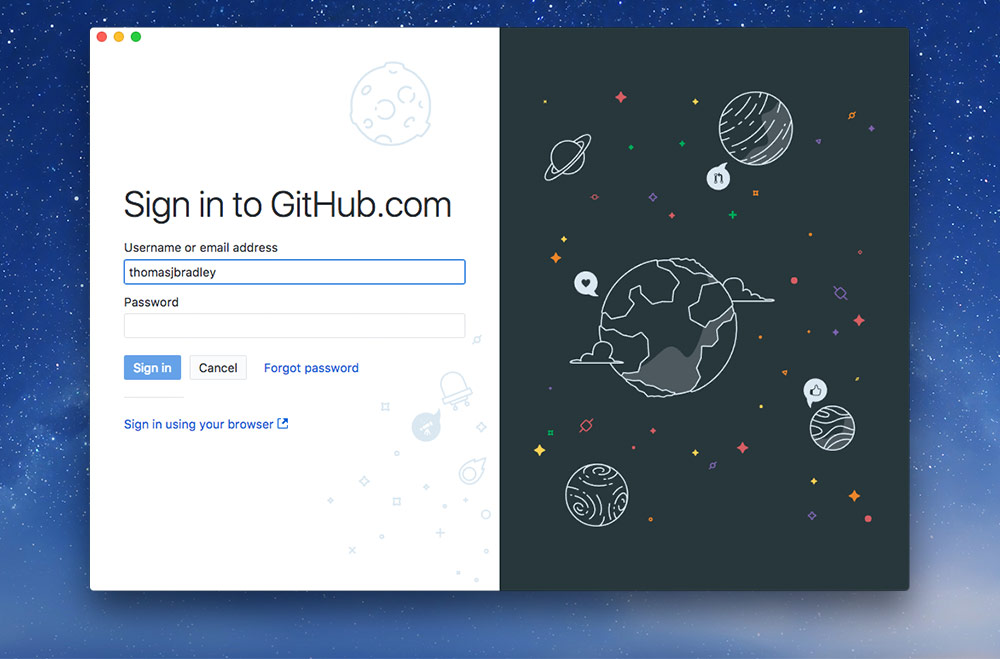 Sign in to GitHub.com
Username or email address
thomasjbradley
Password
Sign in Cancel Forgot password
Sign in using your browser